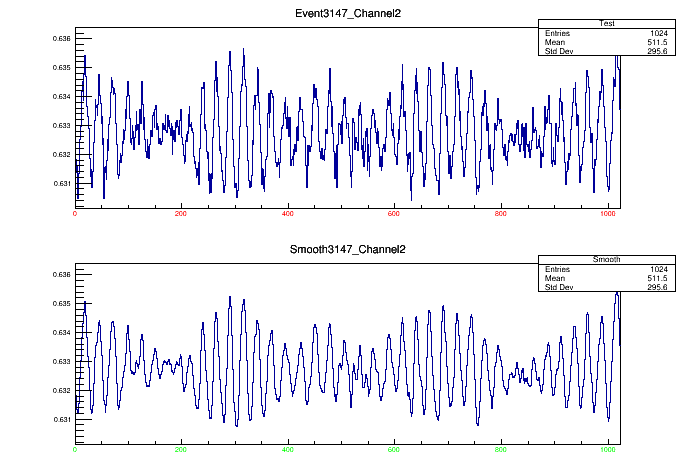 Event3147_Channel2
Test
Entries 1024
Mean 511.5
Std Dev 295.6
0.636
0.635
0.634
0.633
0.632
0.631
0 200 400 600 800 1000
Smooth3147_Channel2
Smooth
Entries 1024
Mean 511.5
Std Dev 295.6
0.636
0.635
0.634
0.633
0.632
0.631
0 200 400 600 800 1000